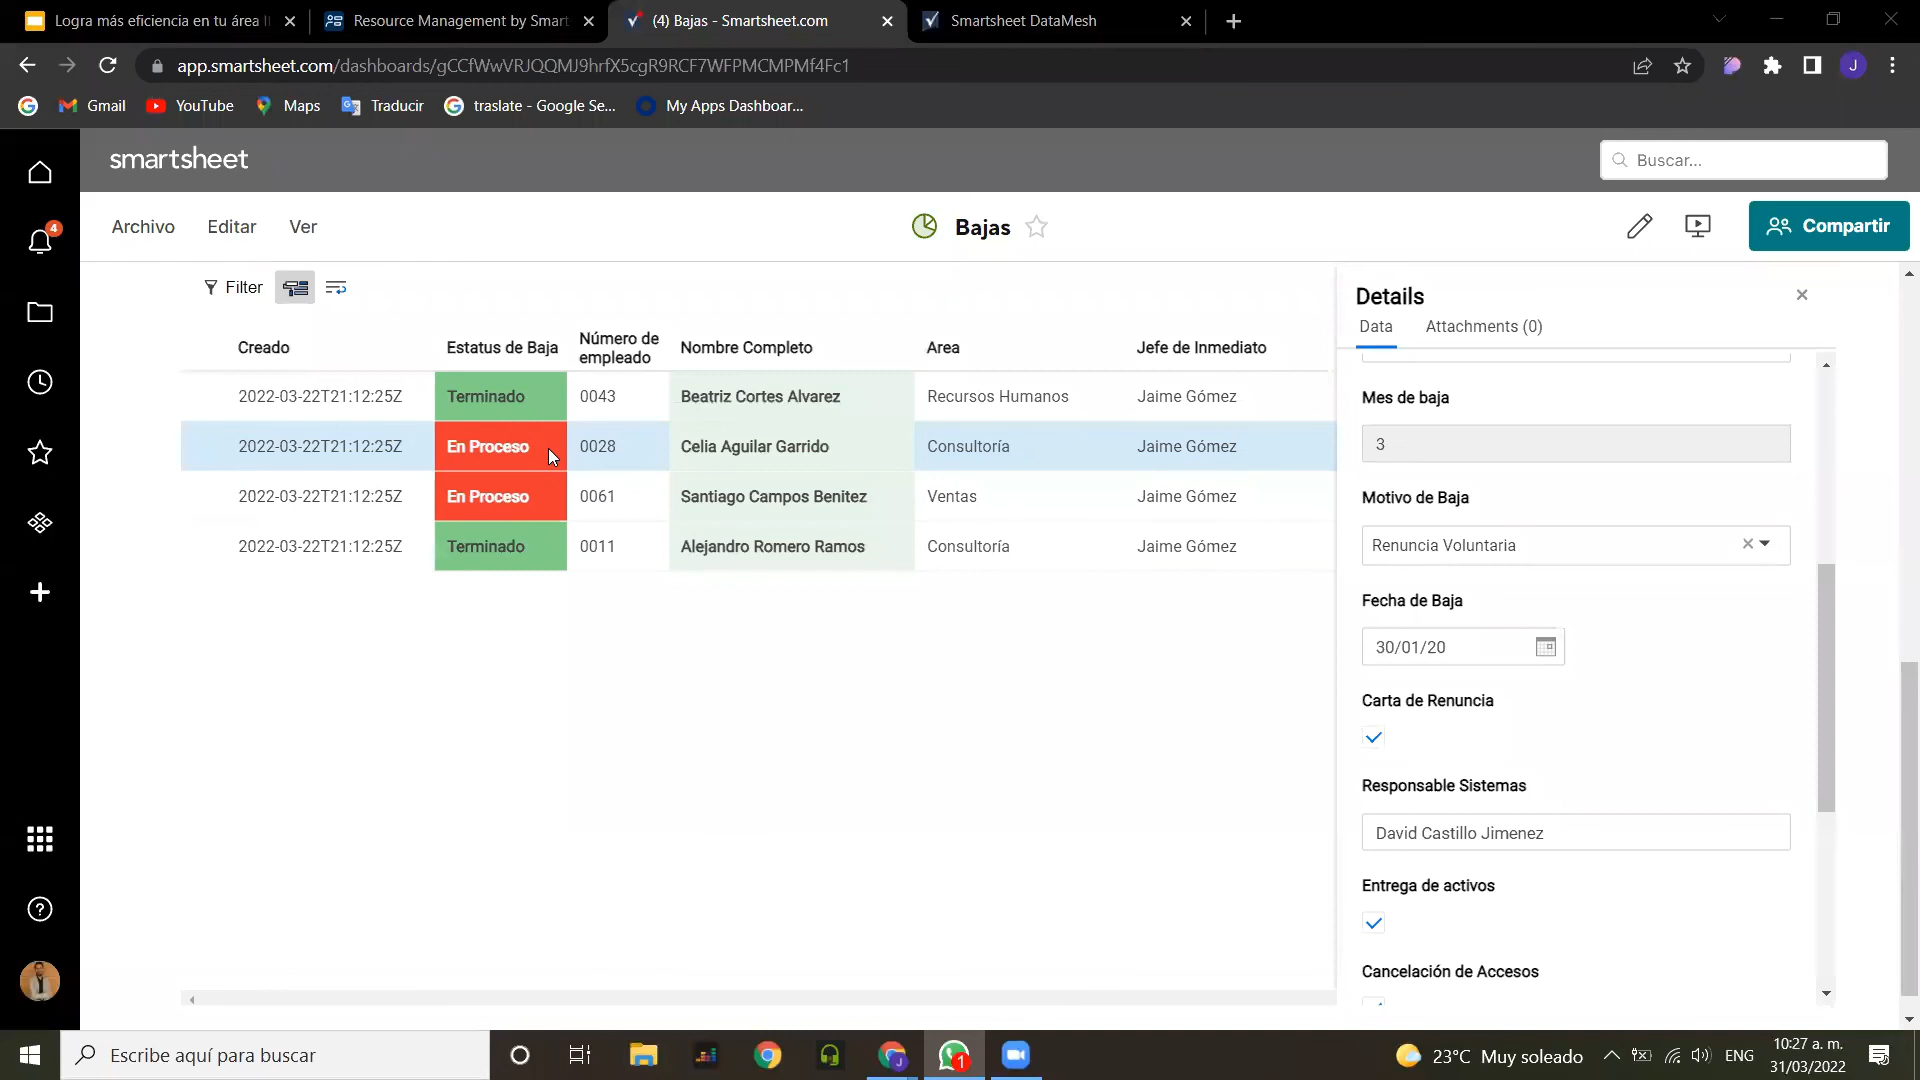 Logra más eficiencia en tu área I
Resource Management by Smart
(4) Bajas - Smartsheet.com
Smartsheet DataMesh
app.smartsheet.com/dashboards/gCCfWwVRJQQMJ9hrfX5cgR9RCF7WFPMCMPMf4Fc1
J
Gmail
YouTube
Maps
Traducir
traslate - Google Se...
My Apps Dashboar...
smartsheet
Buscar...
4
Archivo
Editar
Ver
Bajas
Compartir
Filter
Creado
Estatus de Baja
Número de
empleado
Nombre Completo
Area
Jefe de Inmediato
2022-03-22T21:12:25Z Terminado 0043 Beatriz Cortes Alvarez Recursos Humanos Jaime Gómez
2022-03-22T21:12:25Z En Proceso 0028 Celia Aguilar Garrido Consultoría Jaime Gómez
2022-03-22T21:12:25Z En Proceso 0061 Santiago Campos Benitez Ventas Jaime Gómez
2022-03-22T21:12:25Z Terminado 0011 Alejandro Romero Ramos Consultoría Jaime Gómez
Details
Data
Attachments (0)
Mes de baja
3
Motivo de Baja
Renuncia Voluntaria
Fecha de Baja
30/01/20
Carta de Renuncia
Responsable Sistemas
David Castillo Jimenez
Entrega de activos
Cancelación de Accesos
Escribe aquí para buscar
1
23°C Muy soleado
ENG
10:27 a. m.
31/03/2022